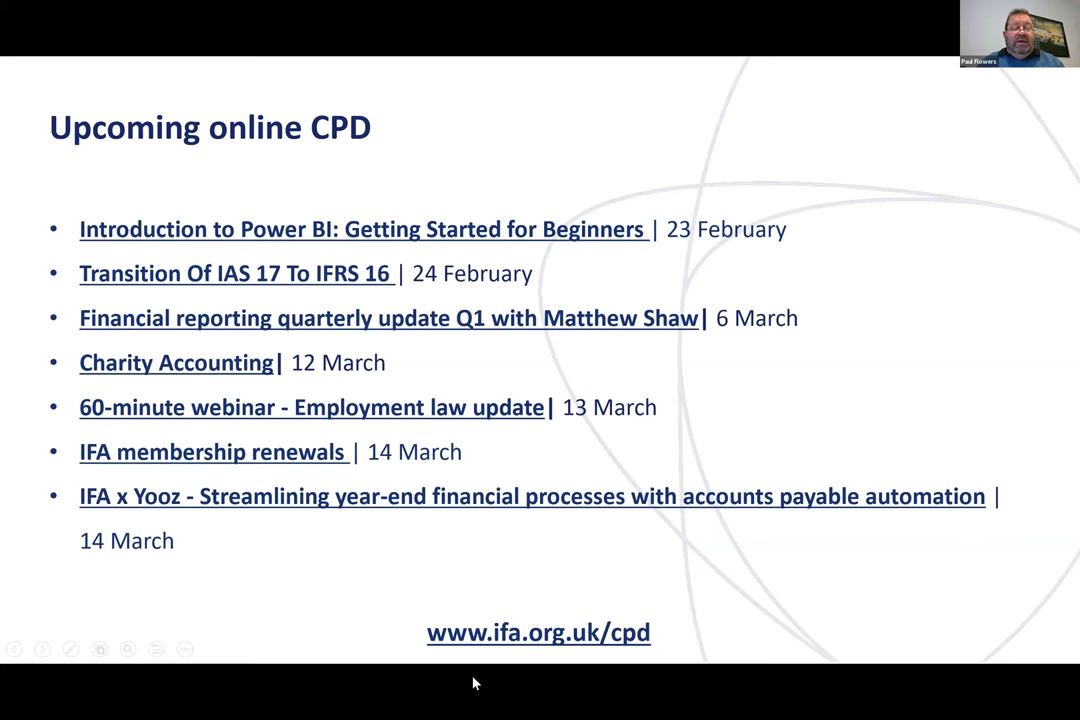 Paul Flowers
Upcoming online CPD
• Introduction to Power BI: Getting Started for Beginners | 23 February
• Transition Of IAS 17 To IFRS 16 | 24 February
• Financial reporting quarterly update Q1 with Matthew Shaw| 6 March
• Charity Accounting| 12 March
• 60-minute webinar - Employment law update| 13 March
• IFA membership renewals | 14 March
• IFA x Yooz - Streamlining year-end financial processes with accounts payable automation |
14 March
www.ifa.org.uk/cpd